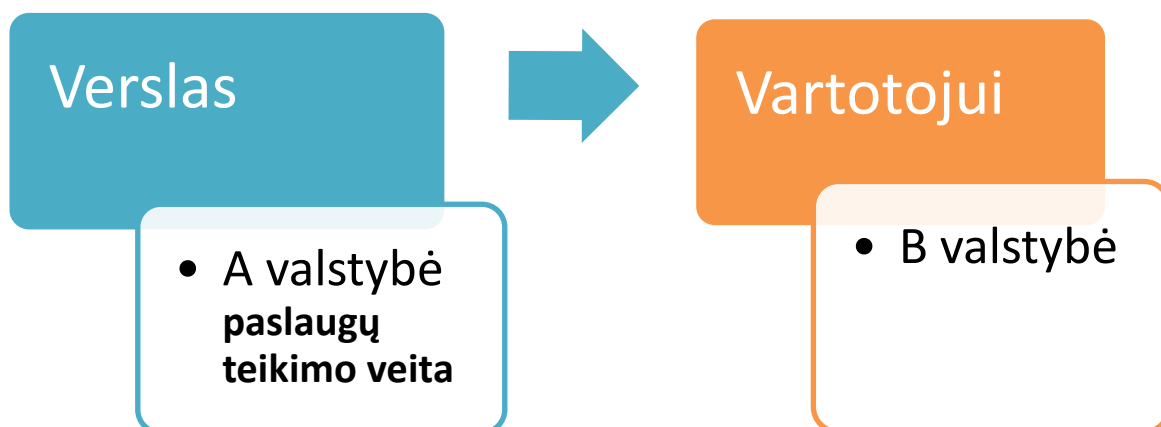 Verslas
• A valstybė
paslaugų
teikimo veita
Vartotojui
• B valstybė